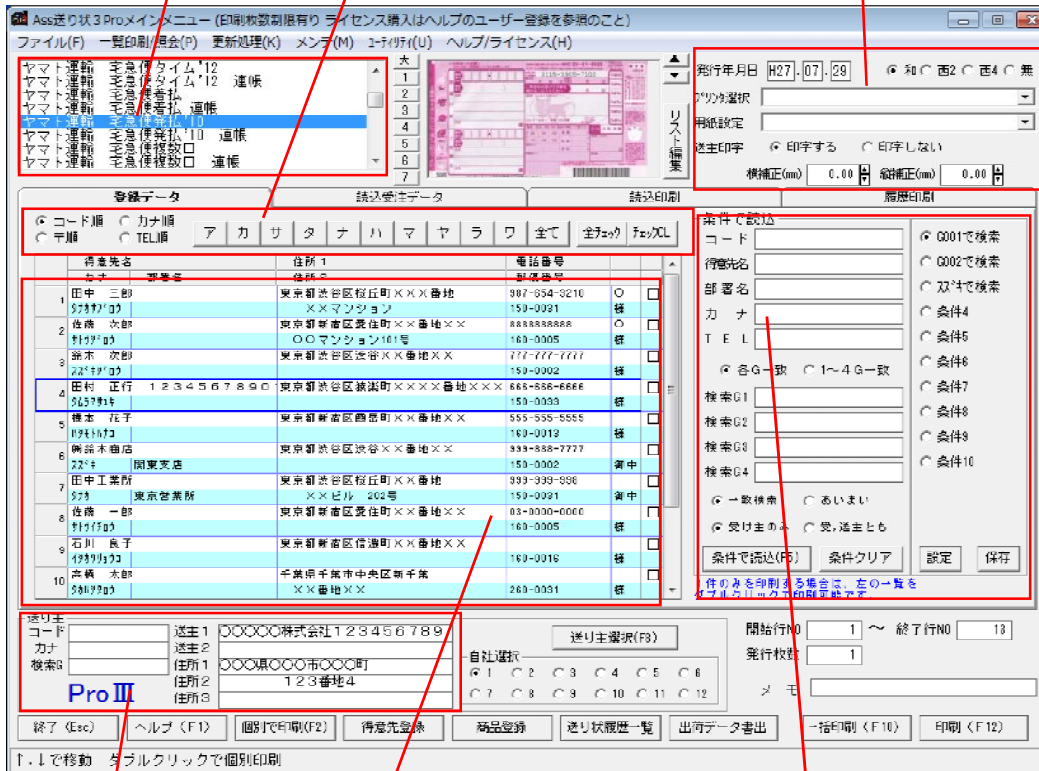 Ass送り状３Proメインメニュー (印刷枚数制限有り ライセンス購入はヘルプのユーザー登録を参照のこと)
ファイル(F) 一覧印刷/照会(P) 更新処理(K) メンテ(M) ﾕｰﾃｨﾘﾃｨ(U) ヘルプ/ライセンス(H)
ヤマト運輸 宅急便タイム'12
ヤマト運輸 宅急便タイム'12 連帳
ヤマト運輸 宅急便着払
ヤマト運輸 宅急便着払 連帳
ヤマト運輸 宅急便発払'10
ヤマト運輸 宅急便発払'10 連帳
ヤマト運輸 宅急便複数口
ヤマト運輸 宅急便複数口 連帳
大
1
2
3
4
5
6
7
▲
▼
リスト編集
発行年月日 H27.07.29 和 西2 西4 無
ﾌﾟﾘﾝﾀ選択
用紙設定
送主印字 印字する 印字しない
横補正(mm) 0.00 縦補正(mm) 0.00
登録データ 読込受注データ 読込印刷 履歴印刷
コード順 カナ順
〒順 TEL順
ア カ サ タ ナ ハ マ ヤ ラ ワ 全て 全ﾁｪｯｸ ﾁｪｯｸCL
得意先名 住所１ 電話番号
カナ 部署名 住所２ 郵便番号
1 田中 三郎 東京都渋谷区桜丘町×××番地 987-654-3210 ○
ﾀﾅｶｻﾌﾞﾛｳ ××マンション 150-0031 様
2 佐藤 次郎 東京都新宿区愛住町××番地×× 8888888888 ○
ｻﾄｳｼﾞﾛｳ ○○マンション101号 160-0005 様
3 鈴木 次郎 東京都渋谷区渋谷××番地×× 777-777-7777
ｽｽﾞｷｼﾞﾛｳ 150-0002 様
4 田村 正行 １２３４５６７８９０ 東京都渋谷区猿楽町××××番地××× 666-666-6666
ﾀﾑﾗﾏｻﾕｷ 150-0033 様
5 橋本 花子 東京都新宿区霞岳町××番地×× 555-555-5555
ﾊｼﾓﾄﾊﾅｺ 160-0013 様
6 ㈱鈴木商店 東京都渋谷区渋谷××番地×× 999-888-7777
ｽｽﾞｷ 関東支店 150-0002 御中
7 田中工業所 東京都渋谷区桜丘町××番地×× 999-999-998
ﾀﾅｶ 東京営業所 ××ビル 202号 150-0031 御中
8 佐藤 一郎 東京都新宿区愛住町××番地×× 03-0000-0000
ｻﾄｳｲﾁﾛｳ 160-0005 様
9 石川 良子 東京都新宿区信濃町××番地××
ｲｼｶﾜﾘｮｳｺ 160-0016 様
10 高橋 太郎 千葉県千葉市中央区新千葉
ﾀｶﾊｼﾀﾛｳ ××番地×× 260-0031 様
条件で読込
コード
得意先名
部署名
カナ
TEL
各G一致 1～4G一致
検索G1
検索G2
検索G3
検索G4
一致検索 あいまい
受け主のみ 受,送主とも
G001で検索
G002で検索
ｽｽﾞｷで検索
条件4
条件5
条件6
条件7
条件8
条件9
条件10
条件で読込(F5) 条件クリア 設定 保存
1件のみを印刷する場合は、左の一覧を
ダブルクリックで印刷可能です。
送り主
コード
カナ
検索G
ProⅢ
送主1 ○○○○○株式会社１２３４５６７８９
送主2
住所1 ○○○県○○○市○○○町
住所2 １２３番地4
住所3
送り主選択(F8)
自社選択
1 2 3 4 5 6
7 8 9 10 11 12
開始行NO 1 ～ 終了行NO 13
発行枚数 1
メモ
終了 (Esc) ヘルプ (F1) 個別で印刷(F2) 得意先登録 商品登録 送り状履歴一覧 出荷データ書出 一括印刷 (F10) 印刷 (F12)
↑.↓で移動 ダブルクリックで個別印刷